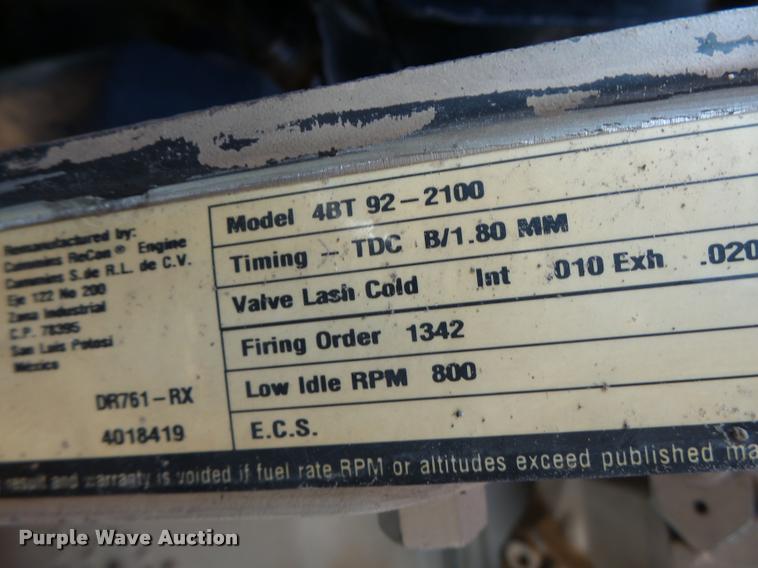 Remanufactured by:
Cummins ReCon® Engine
Cummins S.de R.L. de C.V.
Eje 122 No 200
Zona Industrial
C.P. 78395
San Luis Potosi
México
DR761-RX
4018419
Model 4BT 92-2100
Timing -- TDC B/1.80 MM
Valve Lash Cold Int .010 Exh .020
Firing Order 1342
Low Idle RPM 800
E.C.S.
result and warranty is voided if fuel rate RPM or altitudes exceed published
Purple Wave Auction